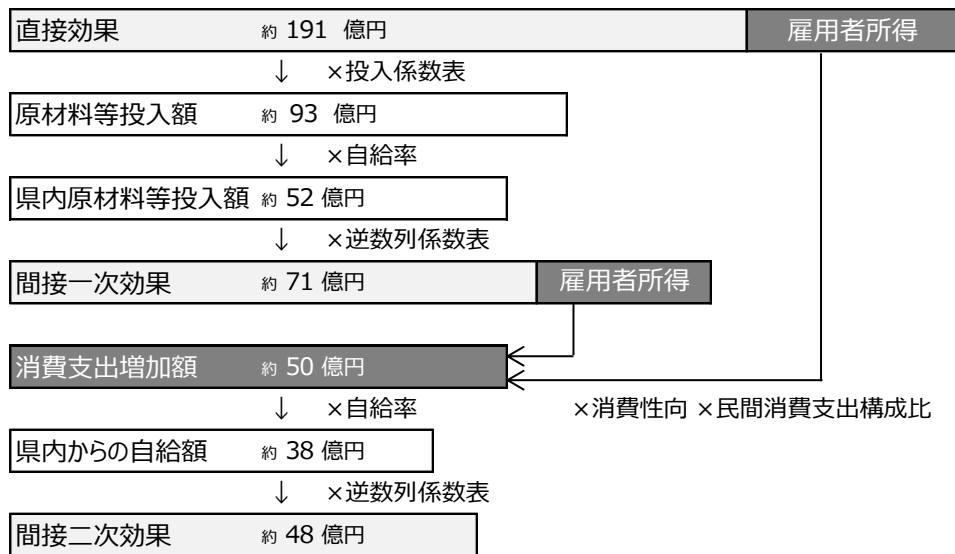 直接効果 約 191 億円 雇用者所得
↓ ×投入係数表
原材料等投入額 約 93 億円
↓ ×自給率
県内原材料等投入額 約 52 億円
↓ ×逆数列係数表
間接一次効果 約 71 億円 雇用者所得
消費支出増加額 約 50 億円
↓ ×自給率 ×消費性向 ×民間消費支出構成比
県内からの自給額 約 38 億円
↓ ×逆数列係数表
間接二次効果 約 48 億円